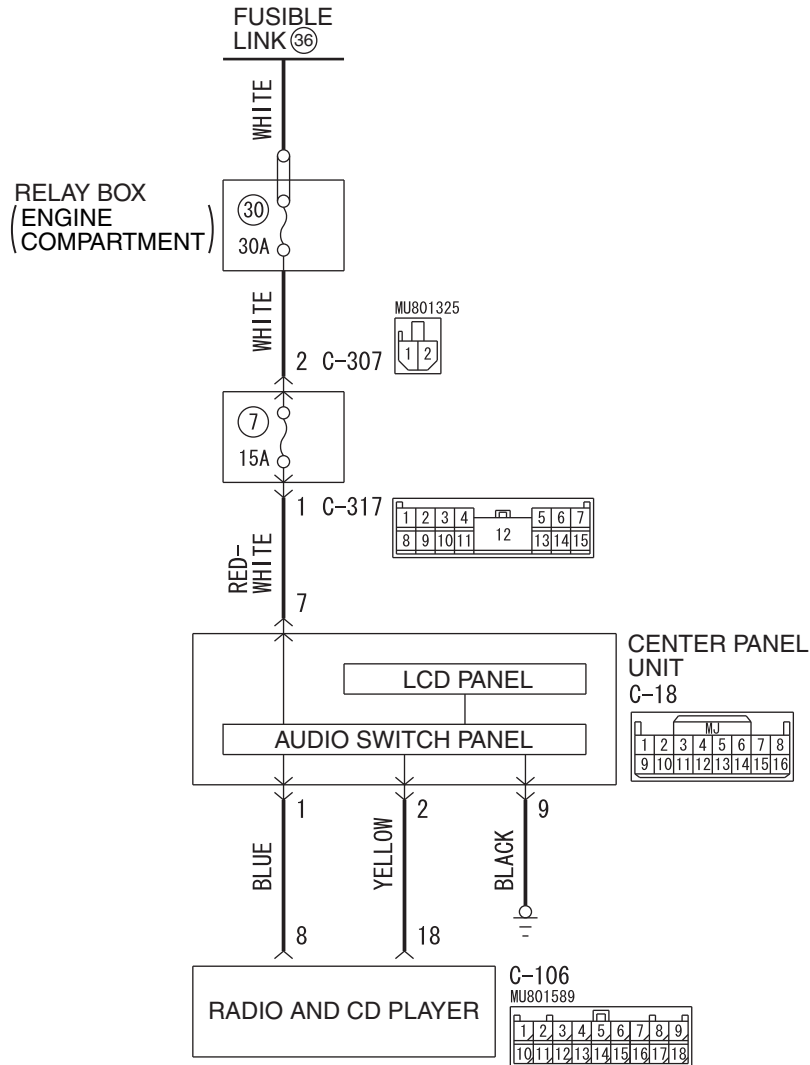 FUSIBLE
LINK 36
WHITE
RELAY BOX
(ENGINE
COMPARTMENT)
30
30A
WHITE
MU801325
1 2
2 C-307
7
15A
1 C-317
1 2 3 4 5 6 7
8 9 10 11 12 13 14 15
RED-
WHITE
7
CENTER PANEL
UNIT
C-18
MJ
1 2 3 4 5 6 7 8
9 10 11 12 13 14 15 16
LCD PANEL
AUDIO SWITCH PANEL
1 2 9
BLUE
YELLOW
BLACK
8 18
RADIO AND CD PLAYER
C-106
MU801589
1 2 3 4 5 6 7 8 9
10 11 12 13 14 15 16 17 18